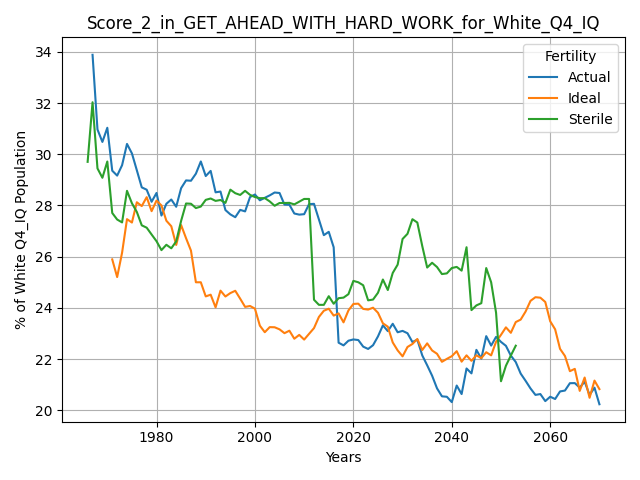 Score_2_in_GET_AHEAD_WITH_HARD_WORK_for_White_Q4_IQ
% of White Q4_IQ Population
34
32
30
28
26
24
22
20
Fertility
Actual
Ideal
Sterile
1980
2000
2020
2040
2060
Years